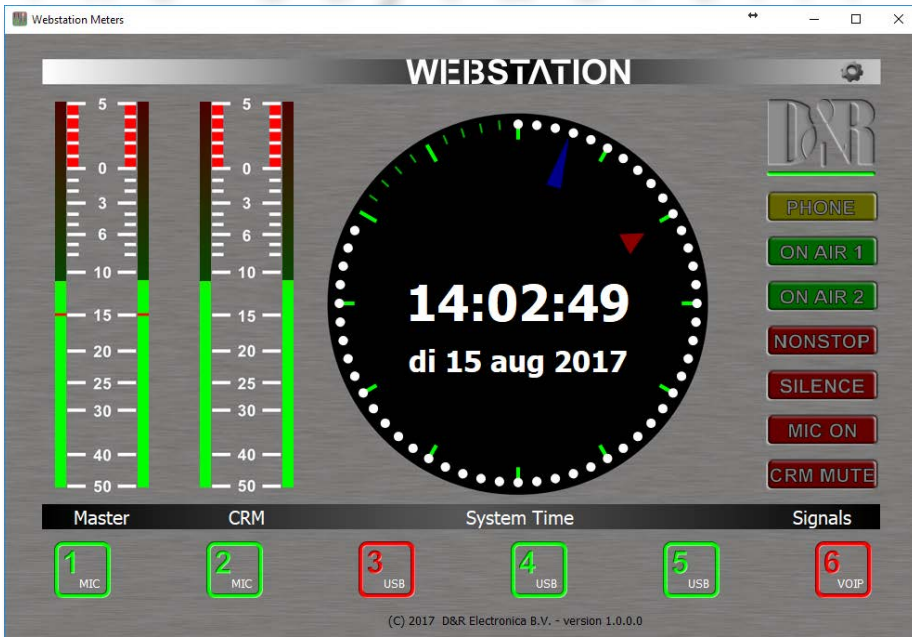 Webstation Meters
WEBSTATION
5 5
0 0
3 3
6 6
10 10
15 15
20 20
25 25
30 30
40 40
50 50
14:02:49
di 15 aug 2017
D&R
PHONE
ON AIR 1
ON AIR 2
NONSTOP
SILENCE
MIC ON
CRM MUTE
Master CRM System Time Signals
1 MIC 2 MIC 3 USB 4 USB 5 USB 6 VOIP
(C) 2017 D&R Electronica B.V. - version 1.0.0.0